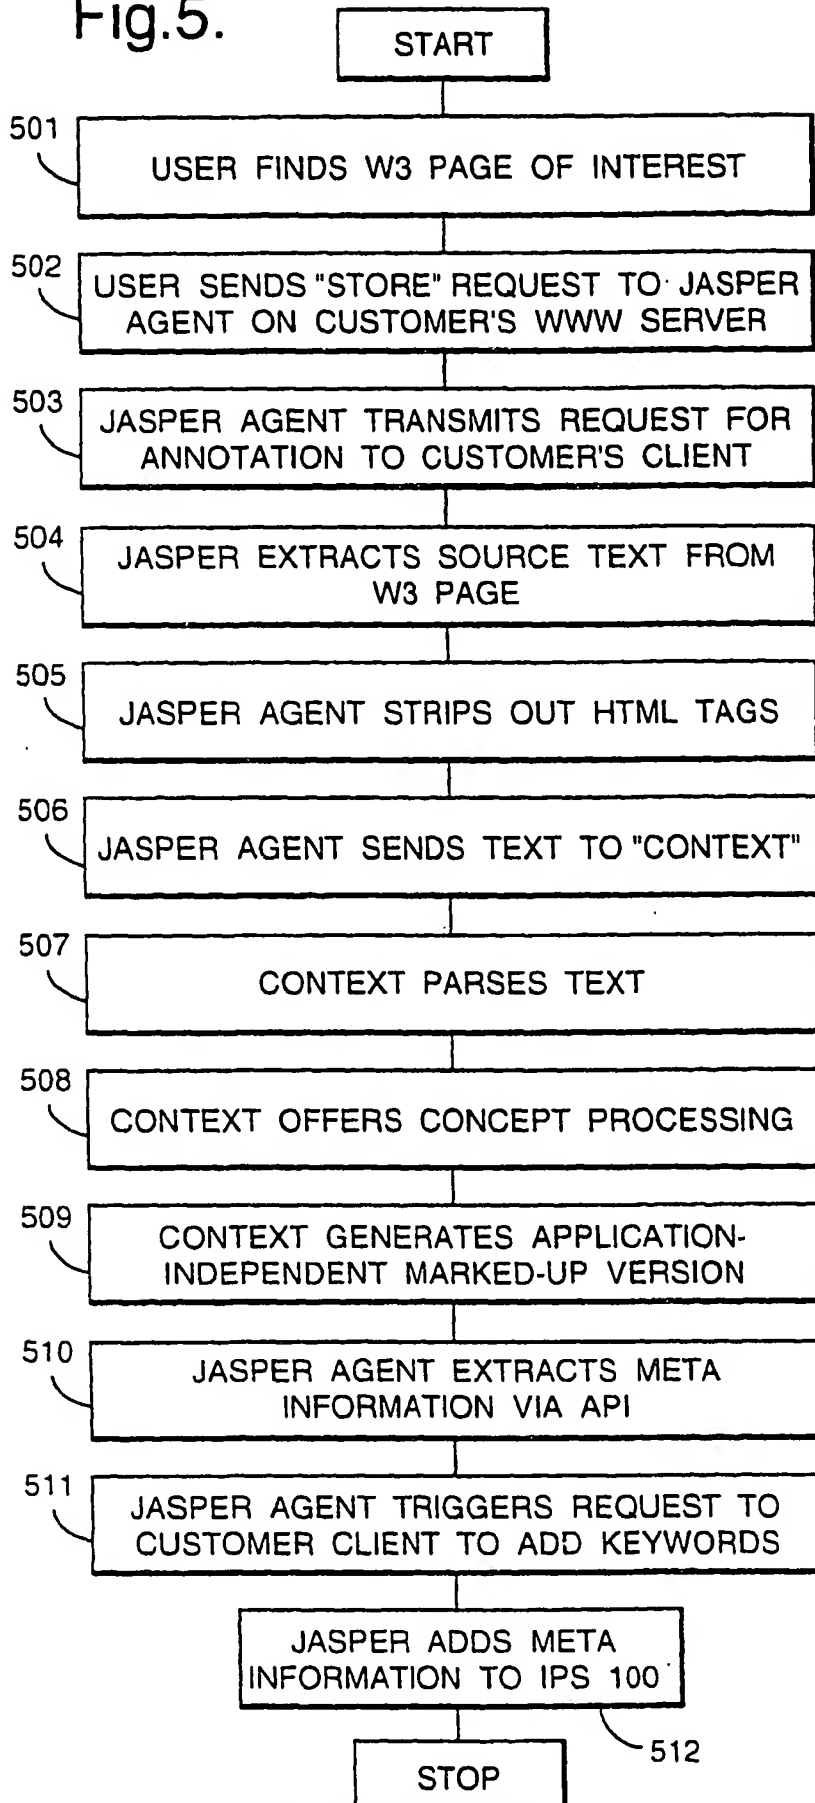 Fig.5.
START
501
USER FINDS W3 PAGE OF INTEREST
502
USER SENDS "STORE" REQUEST TO JASPER
AGENT ON CUSTOMER'S WWW SERVER
503
JASPER AGENT TRANSMITS REQUEST FOR
ANNOTATION TO CUSTOMER'S CLIENT
504
JASPER EXTRACTS SOURCE TEXT FROM
W3 PAGE
505
JASPER AGENT STRIPS OUT HTML TAGS
506
JASPER AGENT SENDS TEXT TO "CONTEXT"
507
CONTEXT PARSES TEXT
508
CONTEXT OFFERS CONCEPT PROCESSING
509
CONTEXT GENERATES APPLICATION-
INDEPENDENT MARKED-UP VERSION
510
JASPER AGENT EXTRACTS META
INFORMATION VIA API
511
JASPER AGENT TRIGGERS REQUEST TO
CUSTOMER CLIENT TO ADD KEYWORDS
JASPER ADDS META
INFORMATION TO IPS 100
512
STOP